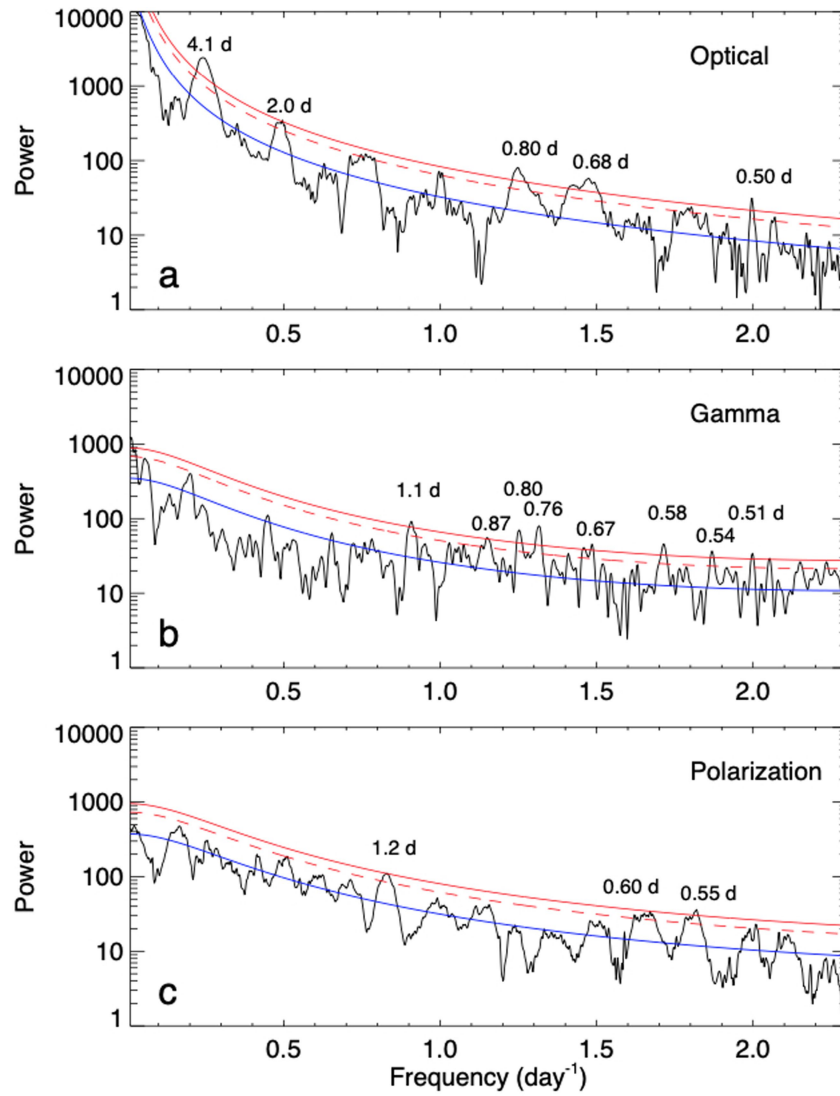 10000
4.1 d
Optical
1000
2.0 d
Power
100
0.80 d
0.68 d
0.50 d
10
a
1
0.5 1.0 1.5 2.0
10000
Gamma
1000
0.80
1.1 d
0.76
0.58
0.51 d
Power
100
0.87
0.67
0.54
10
b
1
0.5 1.0 1.5 2.0
10000
Polarization
1000
1.2 d
Power
100
0.60 d
0.55 d
10
c
1
0.5 1.0 1.5 2.0
Frequency (day⁻¹)